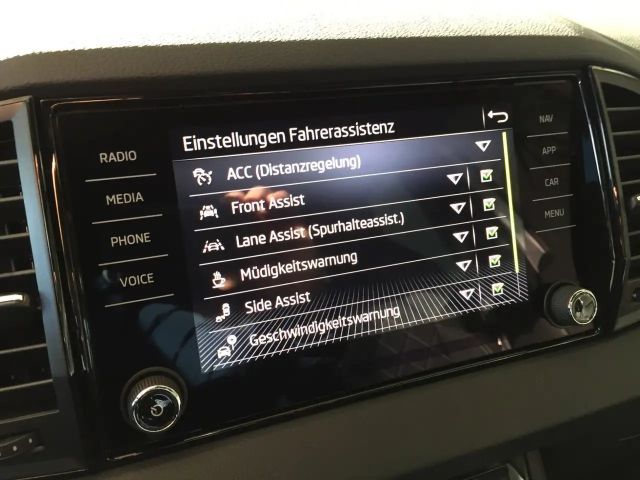 Einstellungen Fahrerassistenz
ACC (Distanzregelung)
Front Assist
Lane Assist (Spurhalteassist.)
Müdigkeitswarnung
Side Assist
Geschwindigkeitswarnung
RADIO
MEDIA
PHONE
VOICE
NAV
APP
CAR
MENU